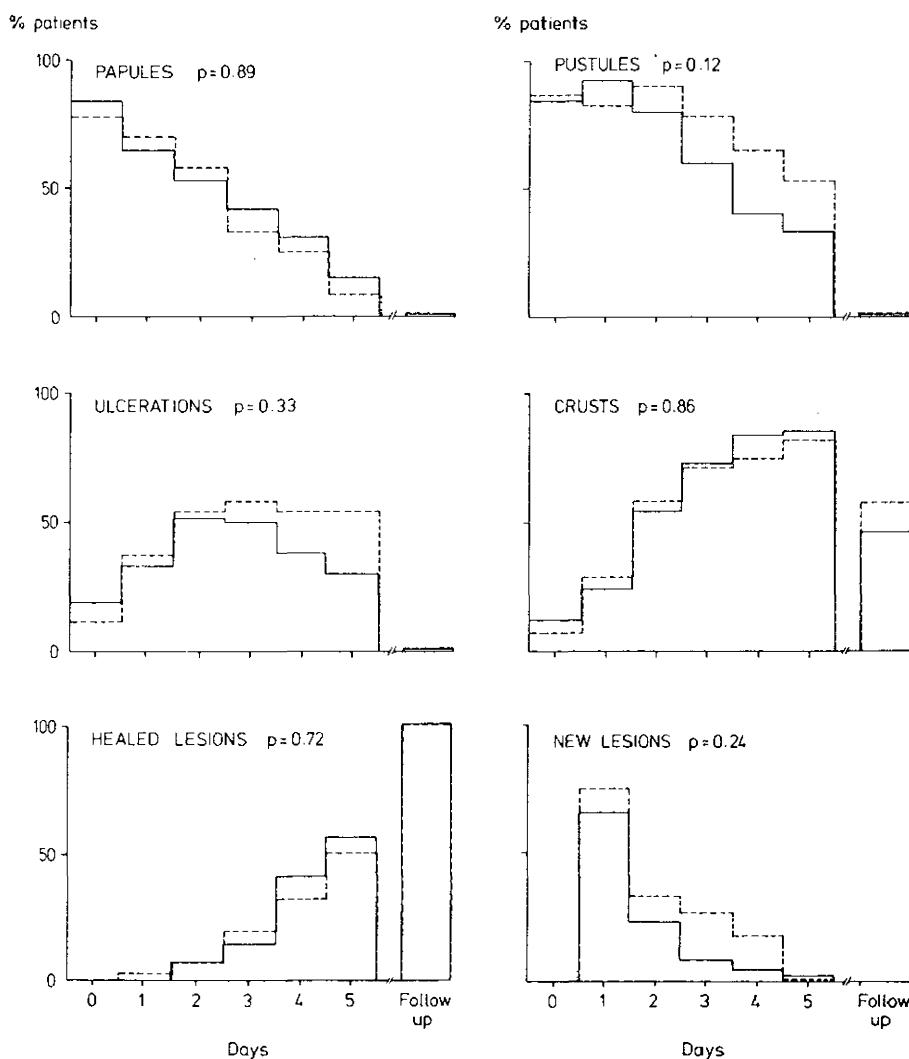 % patients
% patients
100
PAPULES p=0.89
PUSTULES p=0.12
50
0
100
ULCERATIONS p=0.33
CRUSTS p=0.86
50
0
100
HEALED LESIONS p=0.72
NEW LESIONS p=0.24
50
0
0 1 2 3 4 5 Follow up
0 1 2 3 4 5 Follow up
Days
Days